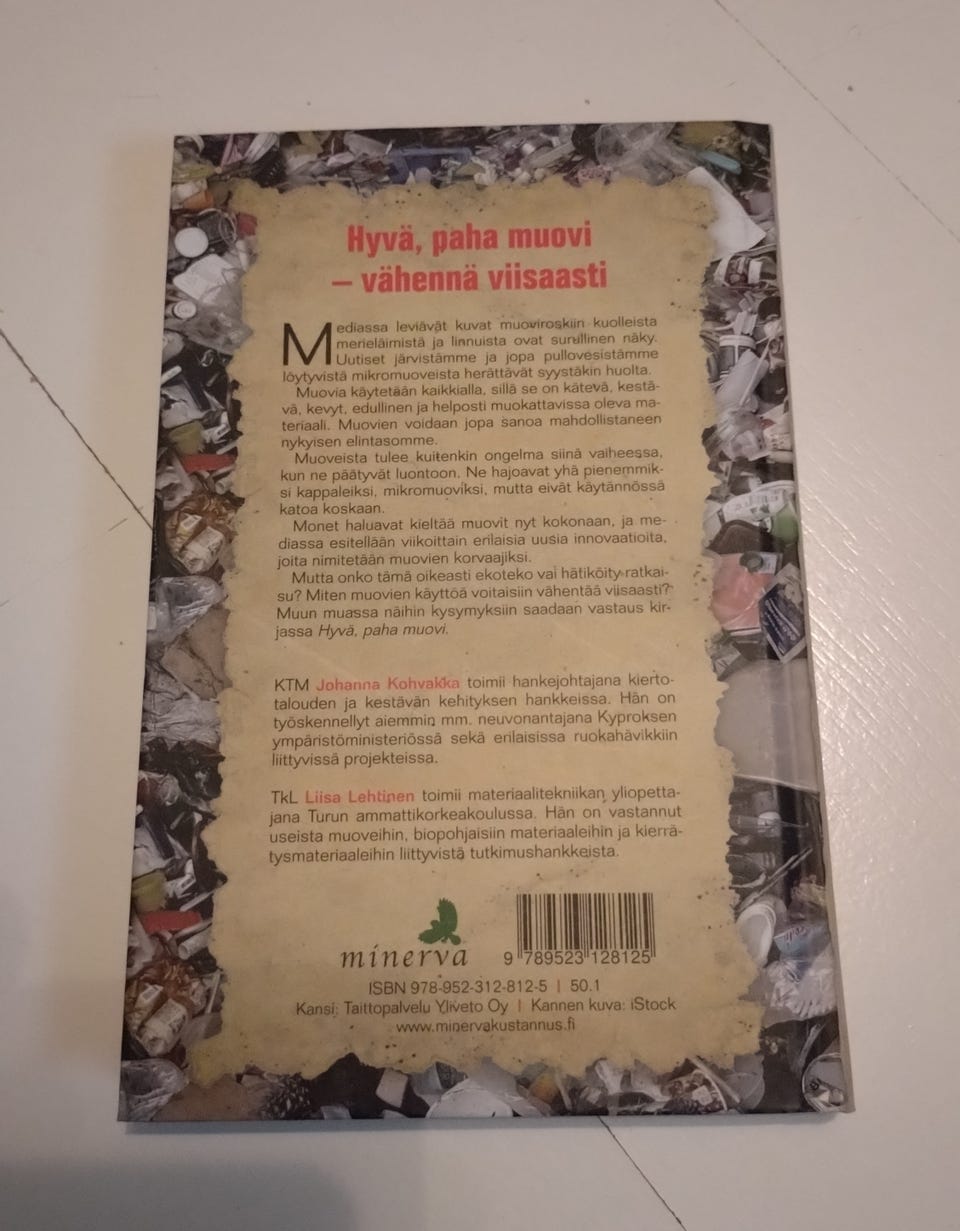 Hyvä, paha muovi
– vähennä viisaasti
Mediassa leviävät kuvat muoviroskiin kuolleista
merieläimistä ja linnuista ovat surullinen näky.
Uutiset järvistämme ja jopa pullovesistämme
löytyvistä mikromuoveista herättävät syystäkin huolta.
Muovia käytetään kaikkialla, sillä se on kätevä, kestä-
vä, kevyt, edullinen ja helposti muokattavissa oleva ma-
teriaali. Muovien voidaan jopa sanoa mahdollistaneen
nykyisen elintasomme.
Muoveista tulee kuitenkin ongelma siinä vaiheessa,
kun ne päätyvät luontoon. Ne hajoavat yhä pienemmik-
si kappaleiksi, mikromuoviksi, mutta eivät käytännössä
katoa koskaan.
Monet haluavat kieltää muovit nyt kokonaan, ja me-
diassa esitellään viikoittain erilaisia uusia innovaatioita,
joita nimitetään muovien korvaajiksi.
Mutta onko tämä oikeasti ekoteko vai hätiköity ratkai-
su? Miten muovien käyttöä voitaisiin vähentää viisaasti?
Muun muassa näihin kysymyksiin saadaan vastaus kir-
jassa Hyvä, paha muovi.
KTM Johanna Kohvakka toimii hankejohtajana kierto-
talouden ja kestävän kehityksen hankkeissa. Hän on
työskennellyt aiemmin mm. neuvonantajana Kyproksen
ympäristöministeriössä sekä erilaisissa ruokahävikkiin
liittyvissä projekteissa.
TkL Liisa Lehtinen toimii materiaalitekniikan yliopetta-
jana Turun ammattikorkeakoulussa. Hän on vastannut
useista muoveihin, biopohjaisiin materiaaleihin ja kierrä-
tysmateriaaleihin liittyvistä tutkimushankkeista.
minerva
9 789523 128125
ISBN 978-952-312-812-5 | 50.1
Kansi: Taittopalvelu Yliveto Oy | Kannen kuva: iStock
www.minervakustannus.fi